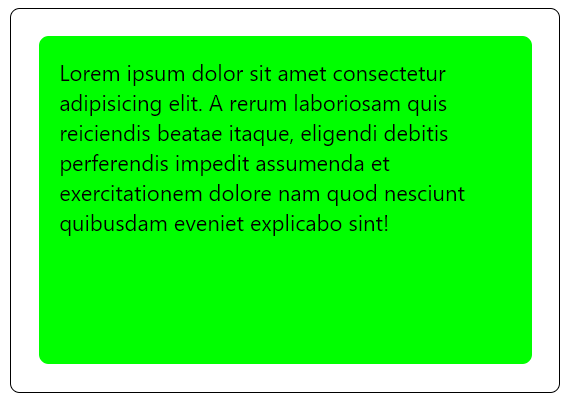 Lorem ipsum dolor sit amet consectetur
adipisicing elit. A rerum laboriosam quis
reiciendis beatae itaque, eligendi debitis
perferendis impedit assumenda et
exercitationem dolore nam quod nesciunt
quibusdam eveniet explicabo sint!